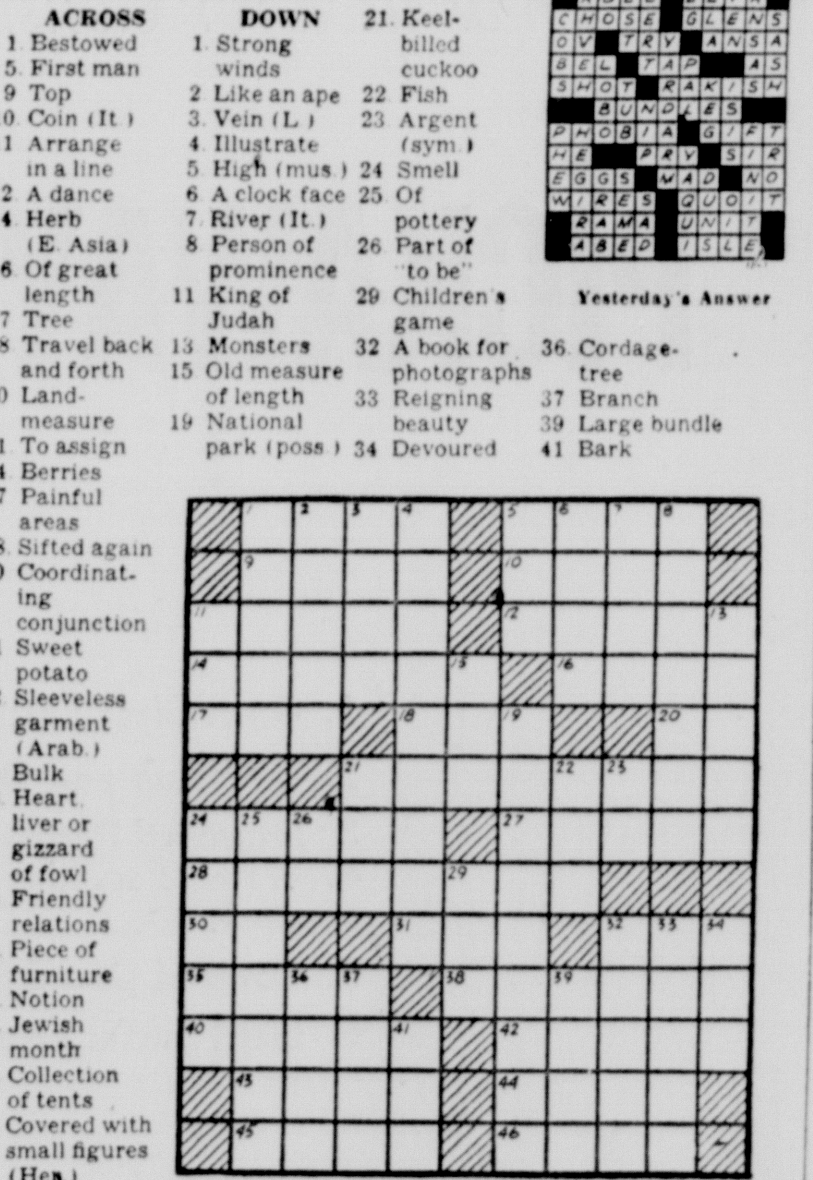 ACROSS
1 Bestowed
5. First man
9 Top
0. Coin (It.)
1 Arrange
in a line
2. A dance
4. Herb
(E. Asia)
6. Of great
length
7 Tree
8 Travel back
and forth
0 Land-
measure
1 To assign
4 Berries
7 Painful
areas
8. Sifted again
Coordinat-
ing
conjunction
Sweet
potato
Sleeveless
garment
(Arab.)
Bulk
Heart,
liver or
gizzard
of fowl
Friendly
relations
Piece of
furniture
Notion
Jewish
month
Collection
of tents
Covered with
small figures
(Her.)
DOWN
1. Strong
winds
2 Like an ape
3. Vein (L.)
4. Illustrate
5. High (mus.)
6. A clock face
7. River (It.)
8 Person of
prominence
11 King of
Judah
13 Monsters
15 Old measure
of length
19 National
park (poss.)
21. Keel-
billed
cuckoo
22 Fish
23 Argent
(sym.)
24 Smell
25. Of
pottery
26 Part of
"to be"
29 Children's
game
32 A book for
photographs
33 Reigning
beauty
34 Devoured
36. Cordage-
tree
37 Branch
39 Large bundle
41 Bark
CHOSE GLENS
OV TRY ANSA
BEL TAP AS
SHOT RAKISH
BUNDLES
PHOBIA GIFT
HE PRY SIR
EGGS MAD NO
WIRES QUOIT
RAMA UNIT
ABED ISLE
Yesterday's Answer
1 2 3 4 5 6 7 8
9 10
11 12 13
14 15 16
17 18 19 20
21 22 23
24 25 26 27
28 29
30 31 32 33 34
35 36 37 38 39
40 41 42
43 44
45 46